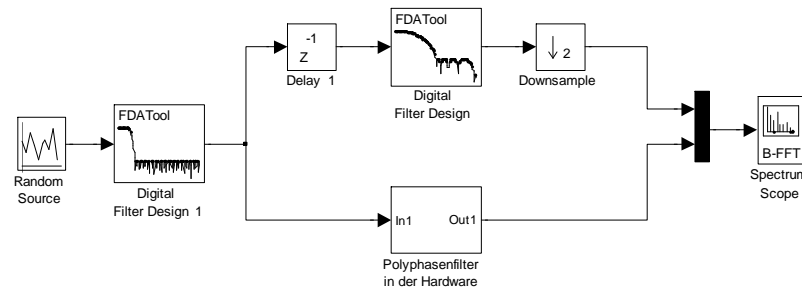 FDATool
-1
Z
↓ 2
Delay 1
Digital
Filter Design
Downsample
FDATool
B-FFT
Random
Source
Digital
Filter Design 1
Spectrum
Scope
In1
Out1
Polyphasenfilter
in der Hardware